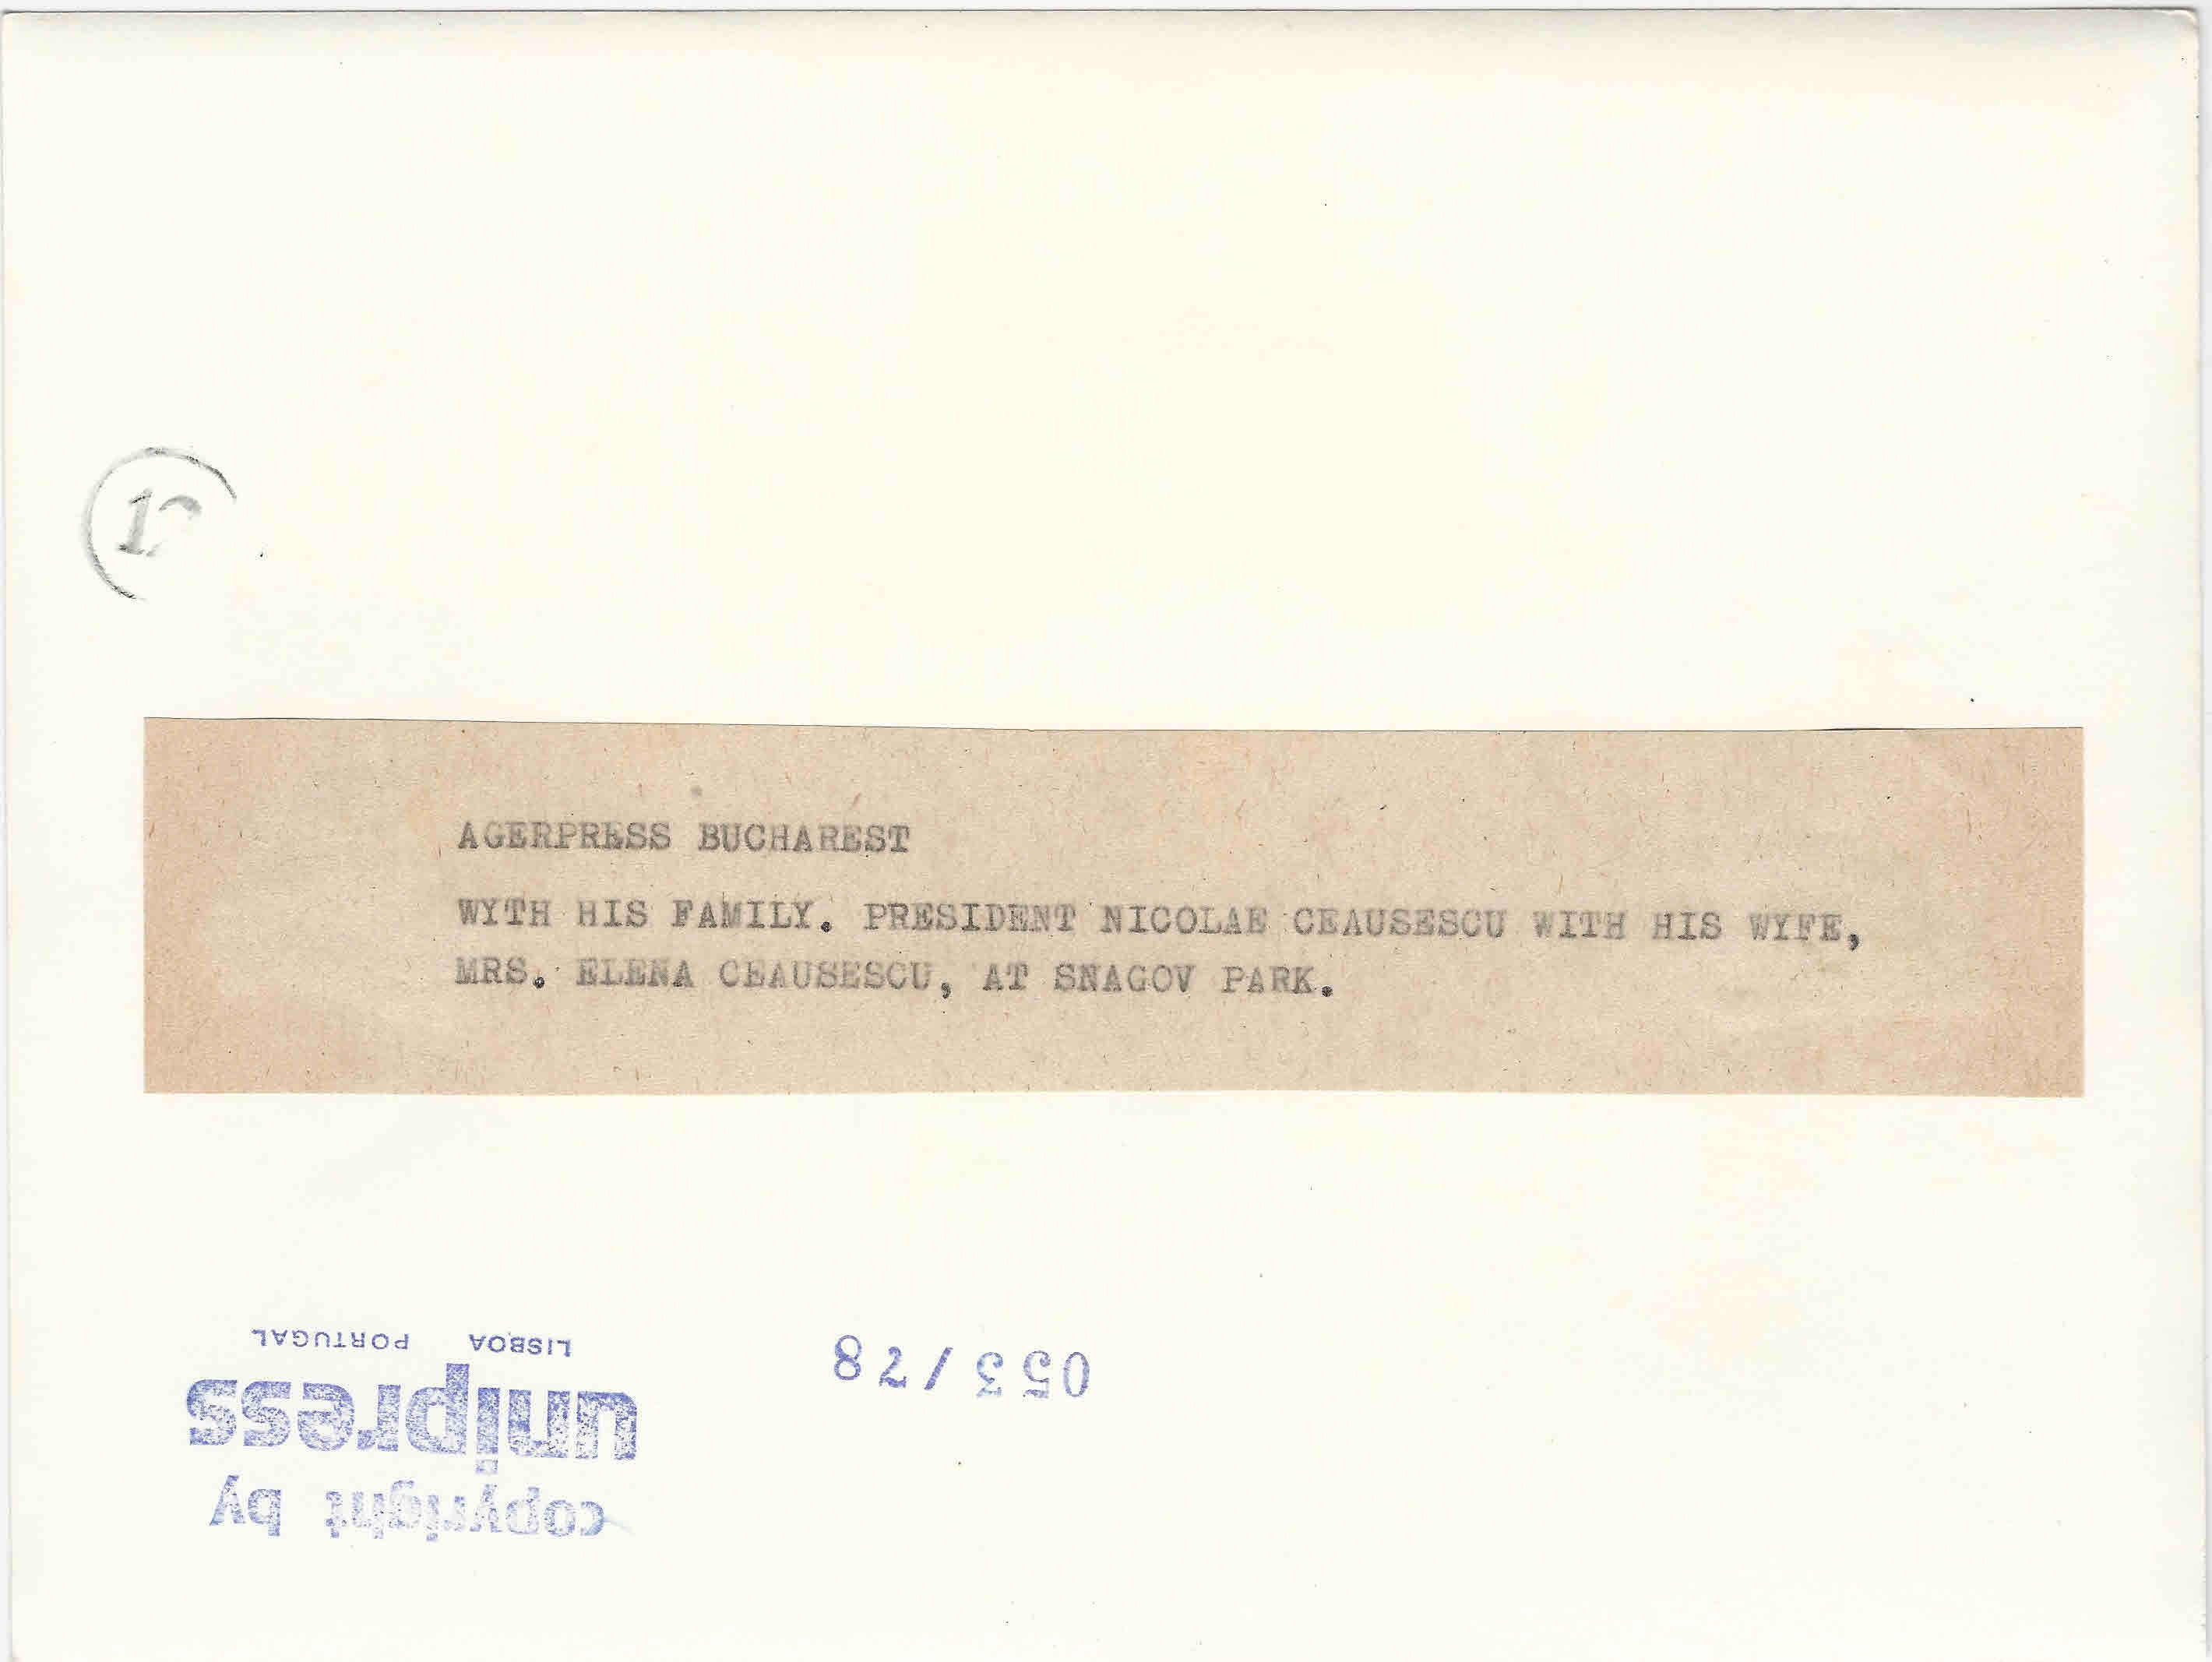 AGERPRESS BUCHAREST
WYTH HIS FAMILY. PRESIDENT NICOLAE CEAUSESCU WITH HIS WYFE,
MRS. ELENA CEAUSESCU, AT SNAGOV PARK.
053/78
copyright by
unipress
LISBOA PORTUGAL